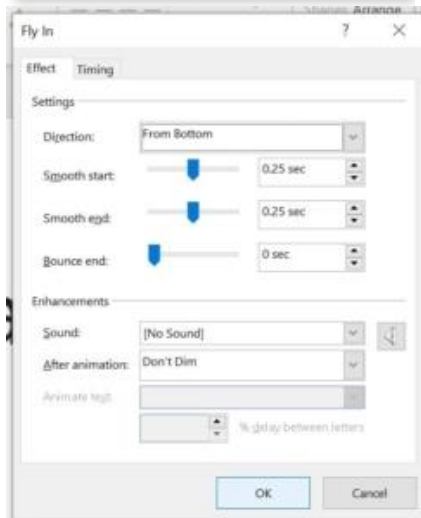 Shapes Arrange
Fly In ? ×
Effect Timing
Settings
Direction: From Bottom
Smooth start: 0.25 sec
Smooth end: 0.25 sec
Bounce end: 0 sec
Enhancements
Sound: [No Sound]
After animation: Don't Dim
Animate text:
% delay between letters
OK Cancel